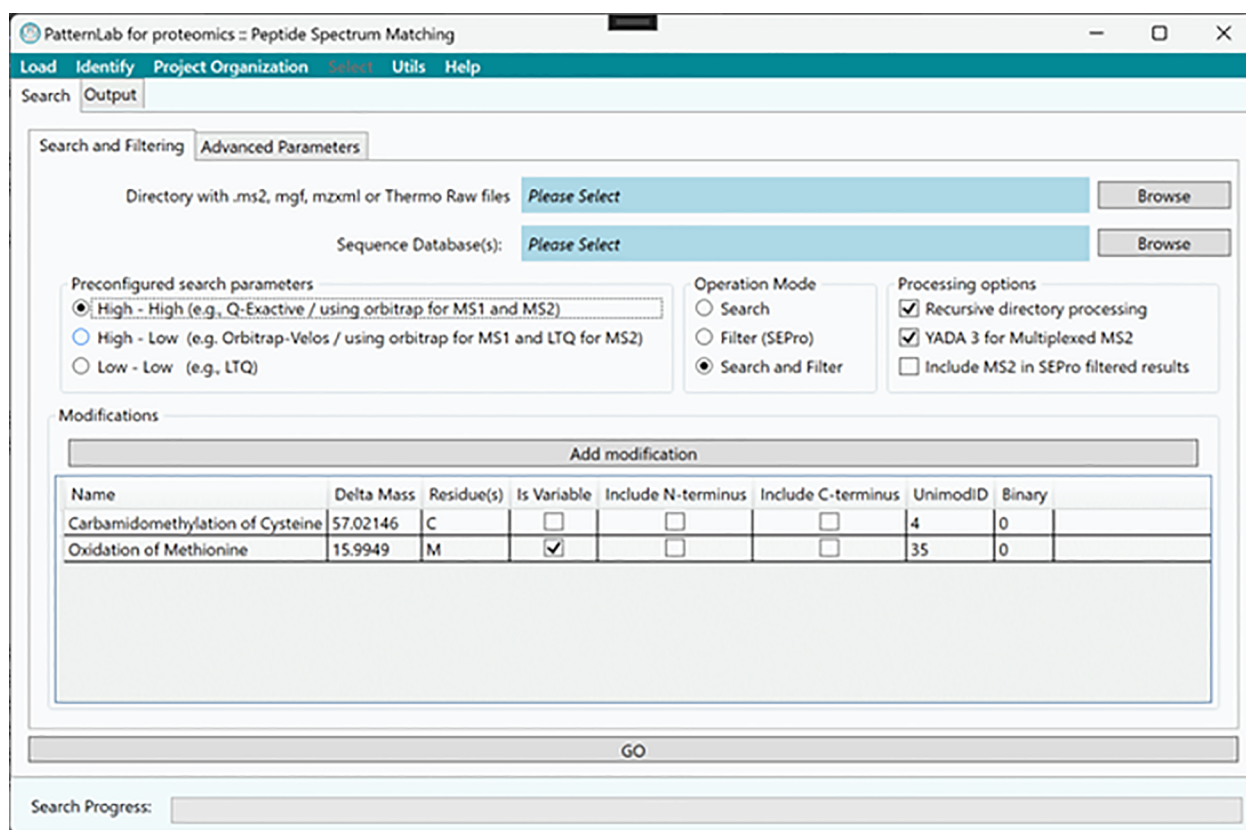 PatternLab for proteomics :: Peptide Spectrum Matching
Load Identify Project Organization Select Utils Help
Search Output
Search and Filtering Advanced Parameters
Directory with .ms2, mgf, mzxml or Thermo Raw files Please Select Browse
Sequence Database(s): Please Select Browse
Preconfigured search parameters
High - High (e.g., Q-Exactive / using orbitrap for MS1 and MS2)
High - Low (e.g. Orbitrap-Velos / using orbitrap for MS1 and LTQ for MS2)
Low - Low (e.g., LTQ)
Operation Mode
Search
Filter (SEPro)
Search and Filter
Processing options
Recursive directory processing
YADA 3 for Multiplexed MS2
Include MS2 in SEPro filtered results
Modifications
Add modification
Name Delta Mass Residue(s) Is Variable Include N-terminus Include C-terminus UnimodID Binary
Carbamidomethylation of Cysteine 57.02146 C 4 0
Oxidation of Methionine 15.9949 M 35 0
GO
Search Progress: